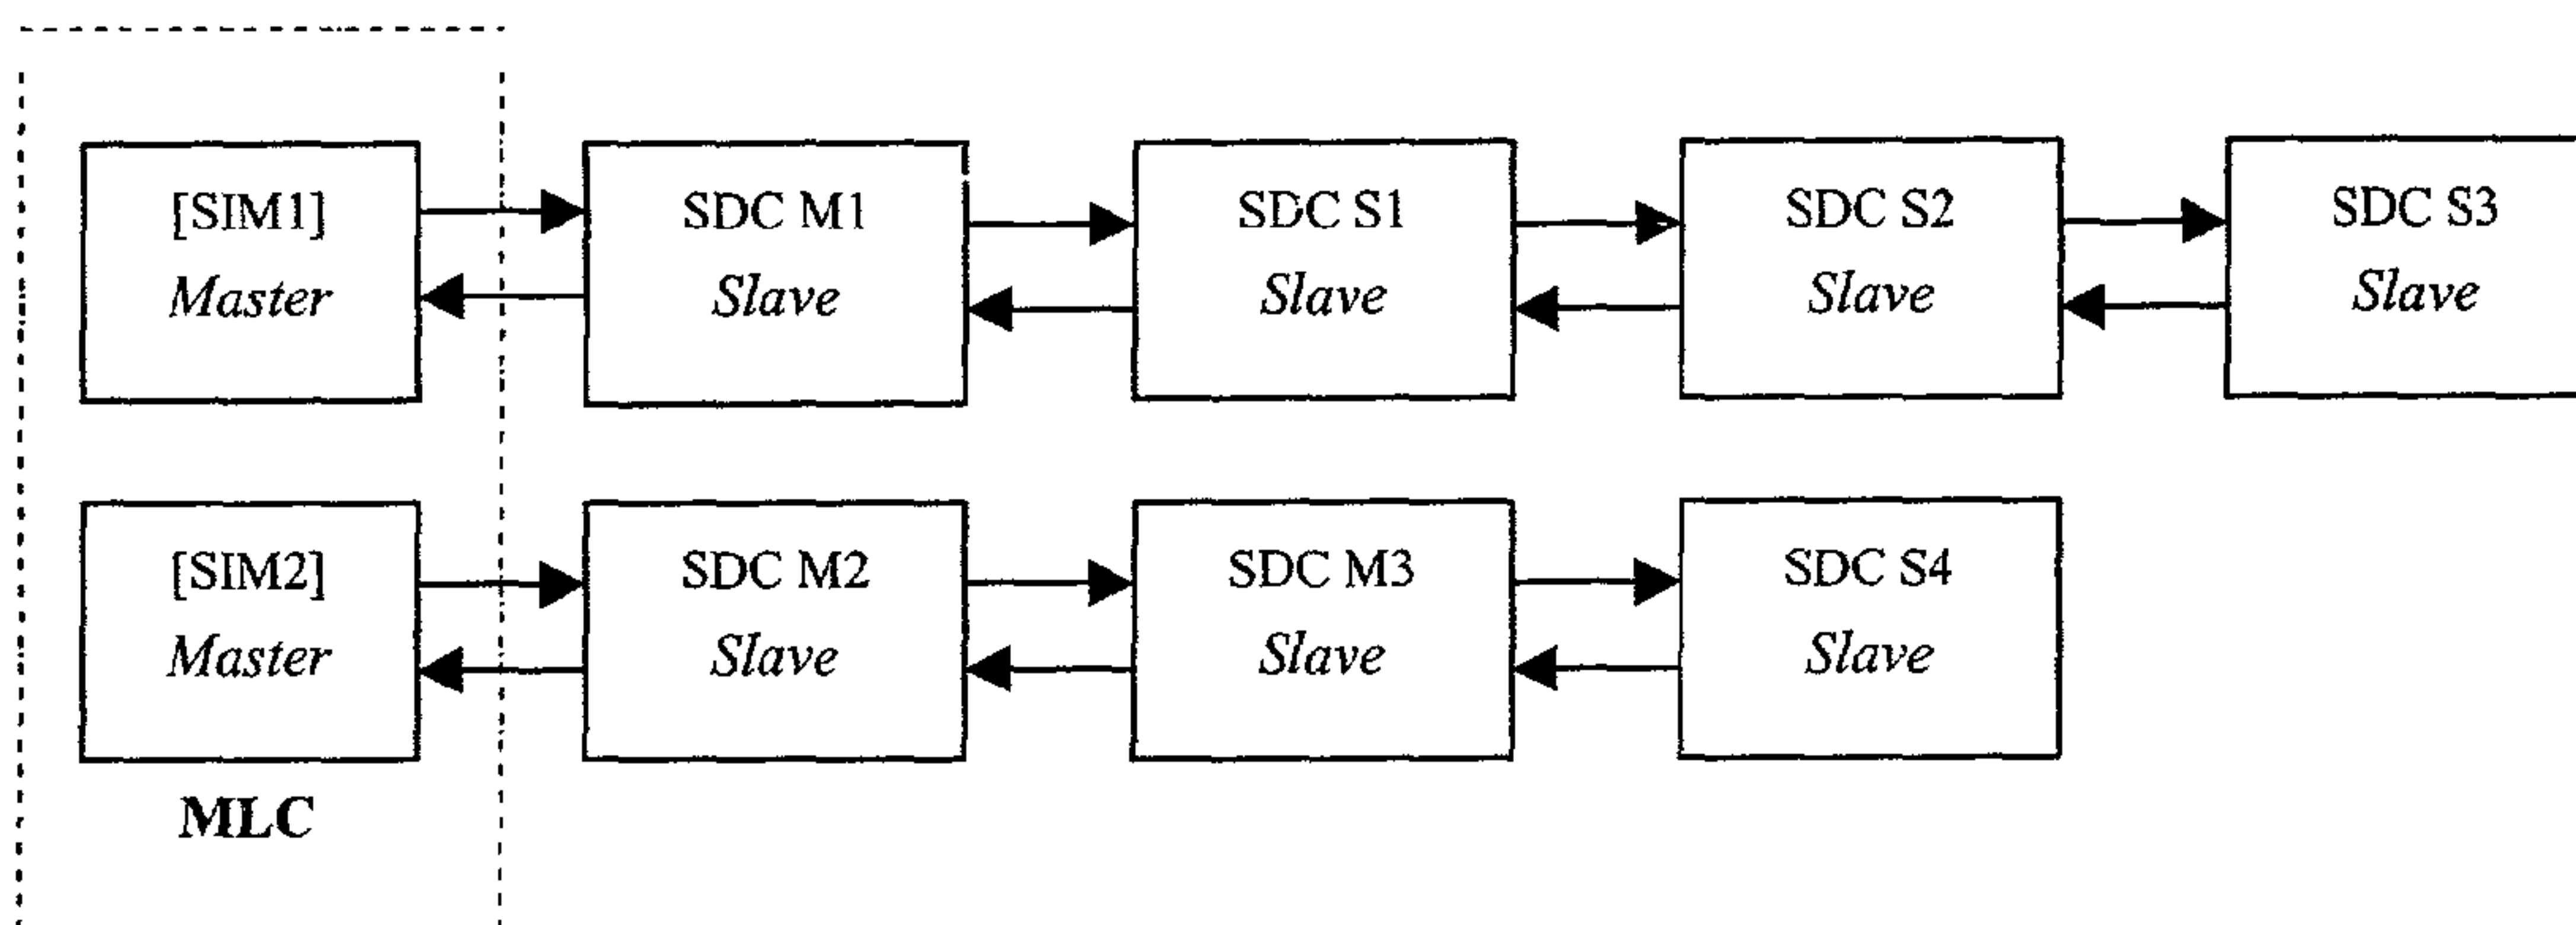 [SIM1]
Master
SDC M1
Slave
SDC S1
Slave
SDC S2
Slave
SDC S3
Slave
[SIM2]
Master
SDC M2
Slave
SDC M3
Slave
SDC S4
Slave
MLC